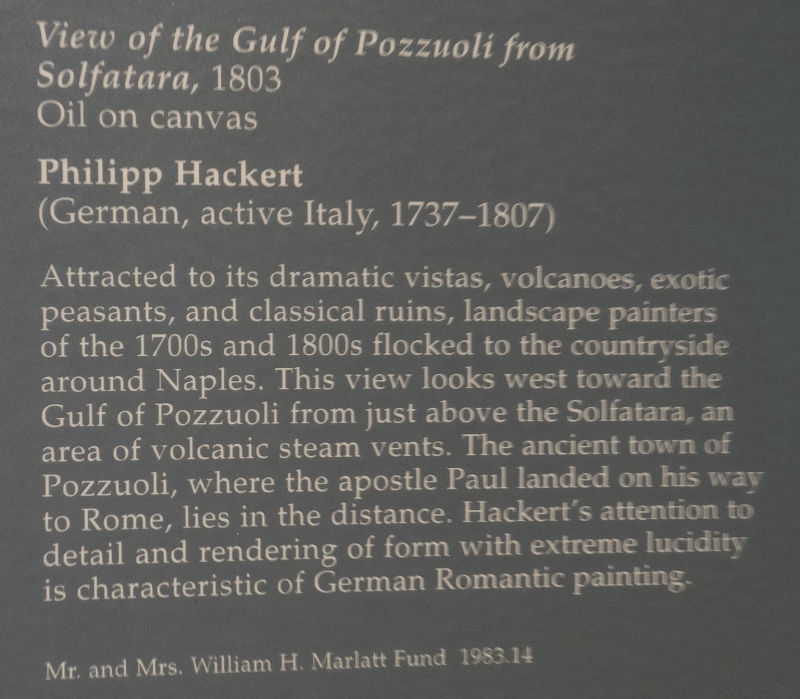 View of the Gulf of Pozzuoli from
Solfatara, 1803
Oil on canvas
Philipp Hackert
(German, active Italy, 1737–1807)
Attracted to its dramatic vistas, volcanoes, exotic
peasants, and classical ruins, landscape painters
of the 1700s and 1800s flocked to the countryside
around Naples. This view looks west toward the
Gulf of Pozzuoli from just above the Solfatara, an
area of volcanic steam vents. The ancient town of
Pozzuoli, where the apostle Paul landed on his way
to Rome, lies in the distance. Hackert's attention to
detail and rendering of form with extreme lucidity
is characteristic of German Romantic painting.
Mr. and Mrs. William H. Marlatt Fund 1983.14